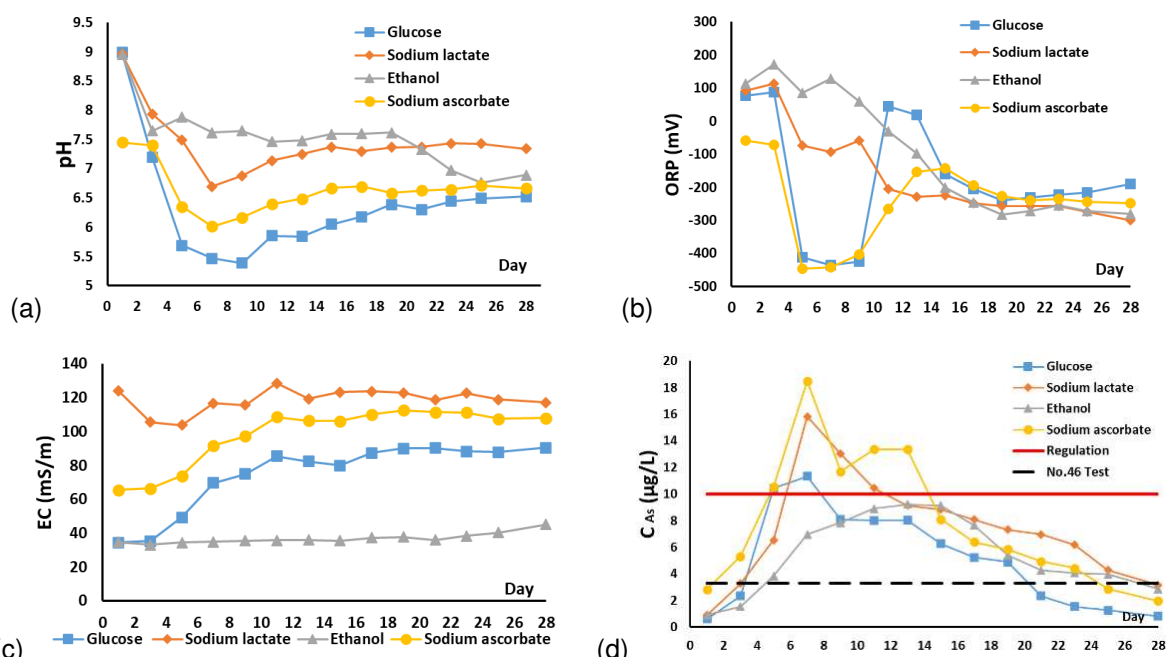 (a)
pH
9.5
9
8.5
8
7.5
7
6.5
6
5.5
5
Glucose
Sodium lactate
Ethanol
Sodium ascorbate
Day
0 2 4 6 8 10 12 14 16 18 20 22 24 26 28
(b)
ORP (mV)
300
200
100
0
-100
-200
-300
-400
-500
Glucose
Sodium lactate
Ethanol
Sodium ascorbate
Day
0 2 4 6 8 10 12 14 16 18 20 22 24 26 28
c)
EC (mS/m)
140
120
100
80
60
40
20
0
Day
0 2 4 6 8 10 12 14 16 18 20 22 24 26 28
Glucose Sodium lactate Ethanol Sodium ascorbate
(d)
C As (µg/L)
20
18
16
14
12
10
8
6
4
2
0
Glucose
Sodium lactate
Ethanol
Sodium ascorbate
Regulation
No.46 Test
Day
0 2 4 6 8 10 12 14 16 18 20 22 24 26 28